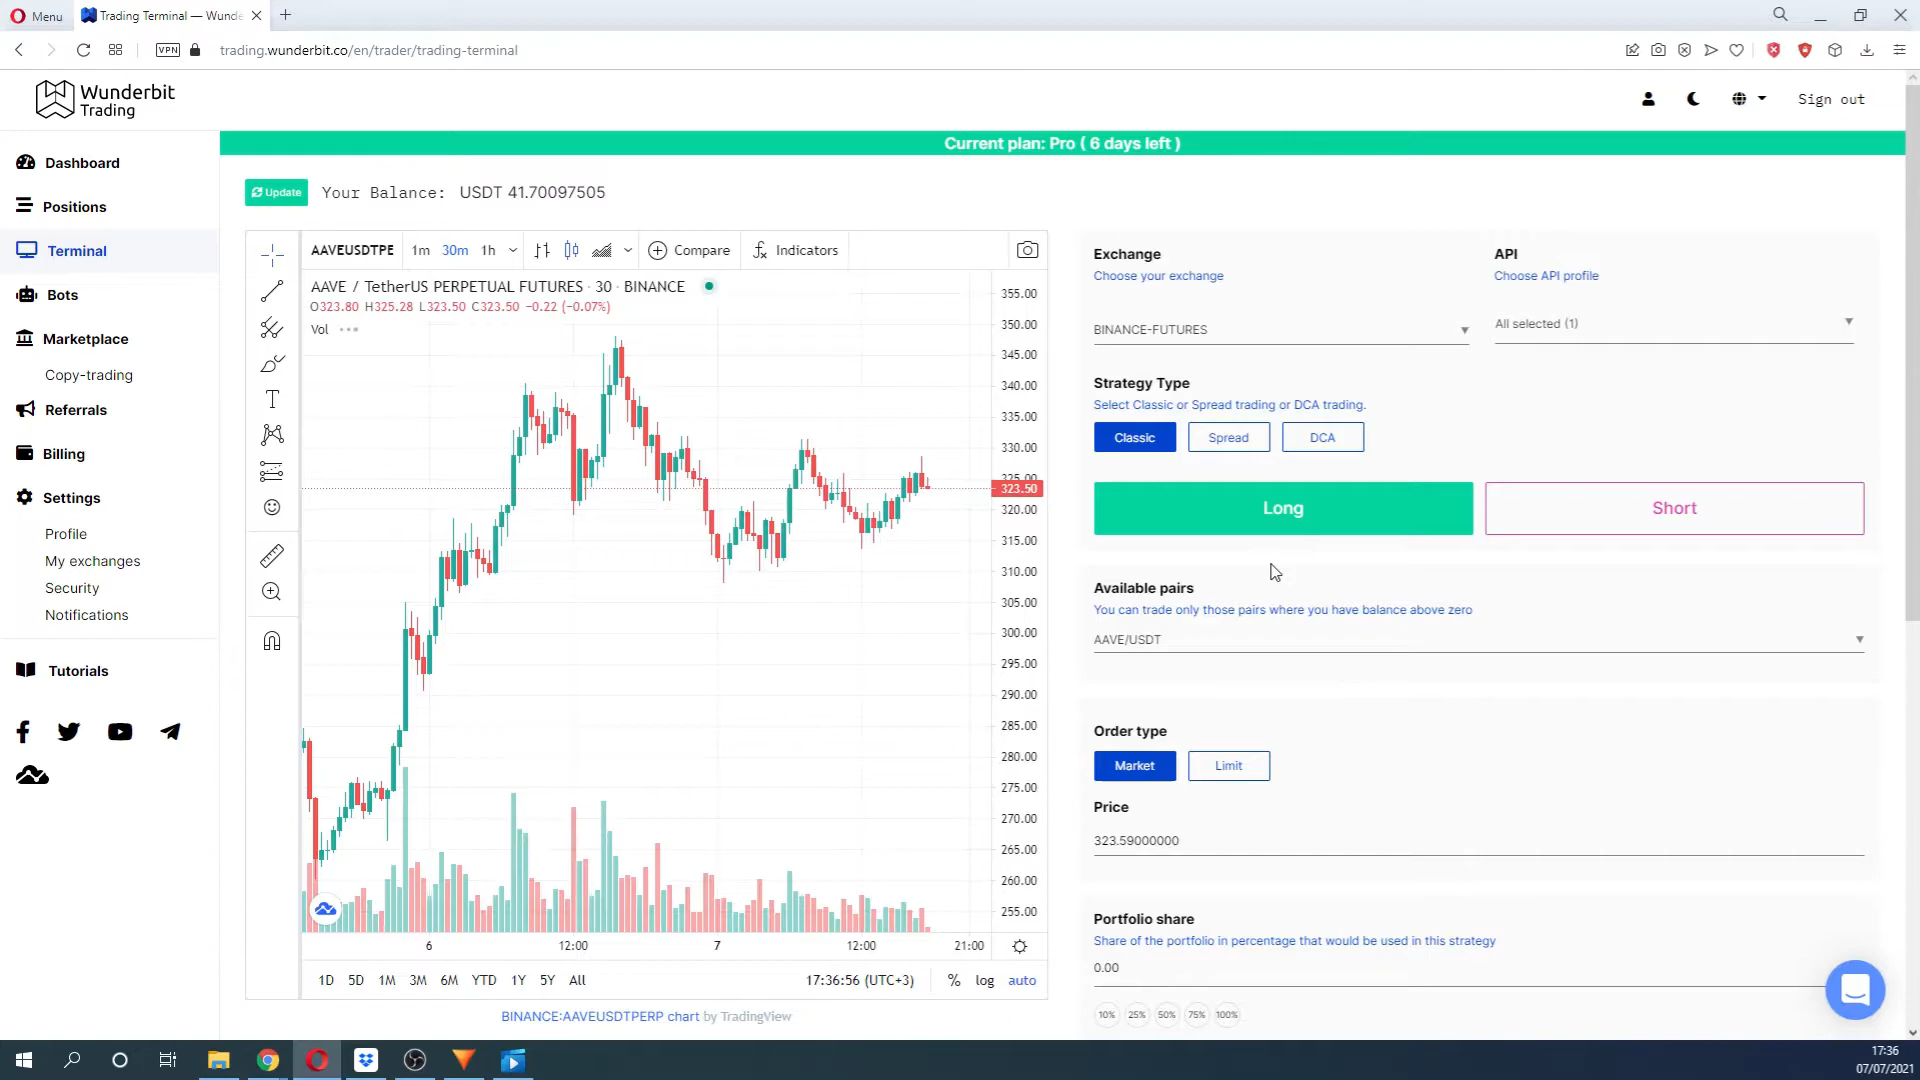 Menu
Trading Terminal — Wunde
VPN
trading.wunderbit.co/en/trader/trading-terminal
Wunderbit
Trading
Sign out
Current plan: Pro ( 6 days left )
Dashboard
Positions
Terminal
Bots
Marketplace
Copy-trading
Referrals
Billing
Settings
Profile
My exchanges
Security
Notifications
Tutorials
Update
Your Balance: USDT 41.70097505
AAVEUSDTPE
1m
30m
1h
Compare
Indicators
AAVE / TetherUS PERPETUAL FUTURES · 30 · BINANCE
O323.80 H325.28 L323.50 C323.50 −0.22 (−0.07%)
Vol
355.00
350.00
345.00
340.00
335.00
330.00
325.00
323.50
320.00
315.00
310.00
305.00
300.00
295.00
290.00
285.00
280.00
275.00
270.00
265.00
260.00
255.00
6
12:00
7
12:00
21:00
1D
5D
1M
3M
6M
YTD
1Y
5Y
All
17:36:56 (UTC+3)
%
log
auto
BINANCE:AAVEUSDTPERP chart by TradingView
Exchange
Choose your exchange
BINANCE-FUTURES
API
Choose API profile
All selected (1)
Strategy Type
Select Classic or Spread trading or DCA trading.
Classic
Spread
DCA
Long
Short
Available pairs
You can trade only those pairs where you have balance above zero
AAVE/USDT
Order type
Market
Limit
Price
323.59000000
Portfolio share
Share of the portfolio in percentage that would be used in this strategy
0.00
10%
25%
50%
75%
100%
17:36
07/07/2021